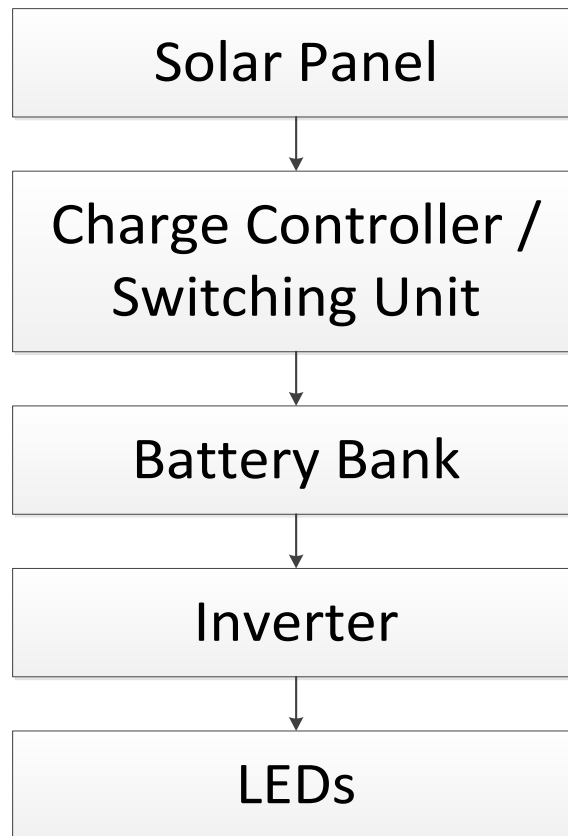 Solar Panel
Charge Controller /
Switching Unit
Battery Bank
Inverter
LEDs